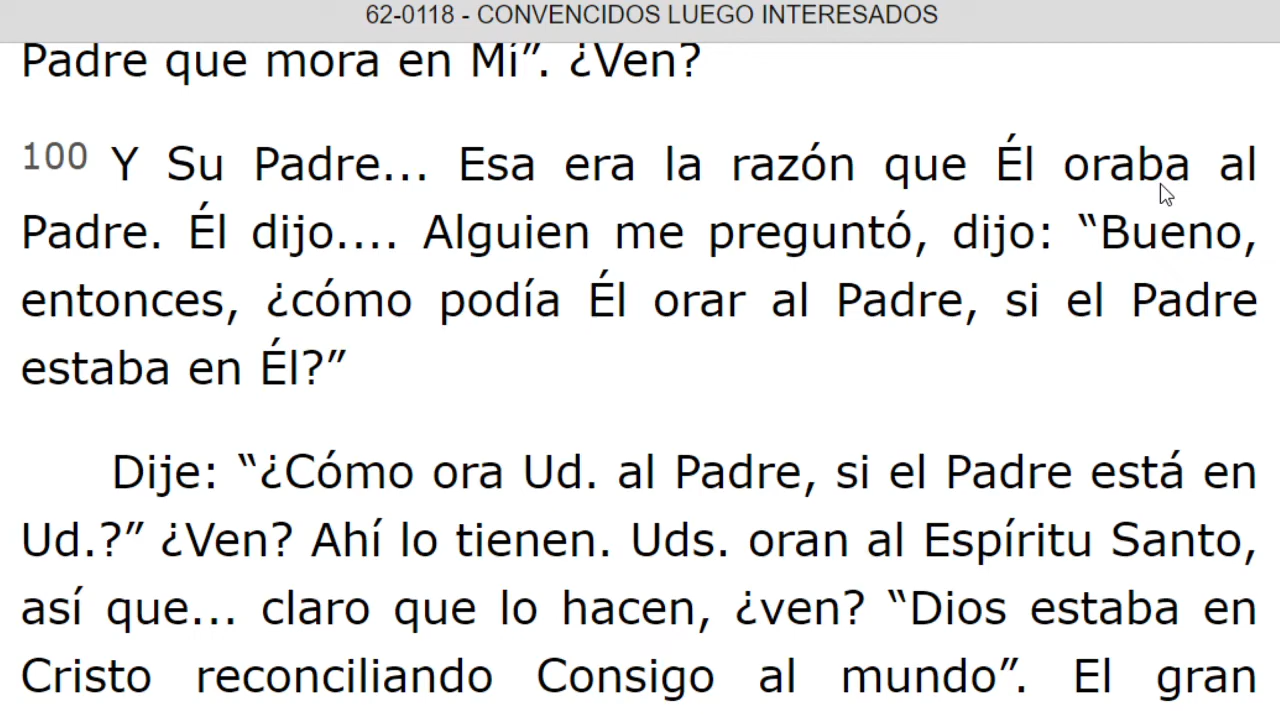 62-0118 - CONVENCIDOS LUEGO INTERESADOS
Padre que mora en Mí”. ¿Ven?
100 Y Su Padre... Esa era la razón que Él oraba al
Padre. Él dijo.... Alguien me preguntó, dijo: “Bueno,
entonces, ¿cómo podía Él orar al Padre, si el Padre
estaba en Él?”
Dije: “¿Cómo ora Ud. al Padre, si el Padre está en
Ud.?” ¿Ven? Ahí lo tienen. Uds. oran al Espíritu Santo,
así que... claro que lo hacen, ¿ven? “Dios estaba en
Cristo reconciliando Consigo al mundo”. El gran